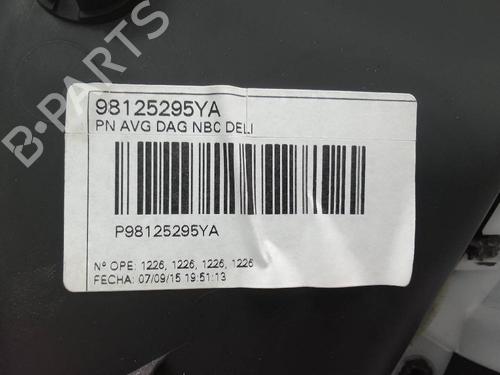 B-PARTS
98125295YA
PN AVG DAG NBC DELI
P98125295YA
Nº OPE: 1226, 1226, 1226, 1226
FECHA: 07/09/15 19:51:13